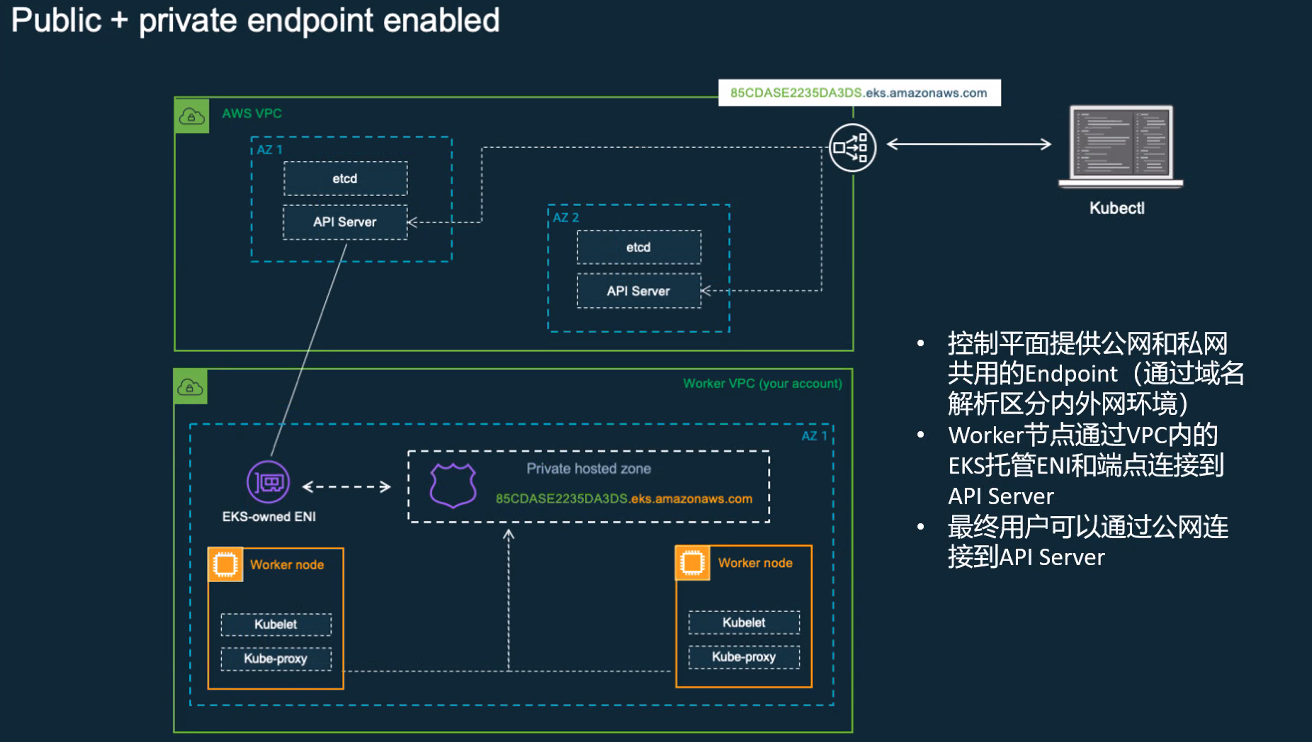 Public + private endpoint enabled
85CDASE2235DA3DS.eks.amazonaws.com
AWS VPC
AZ 1
etcd
API Server
AZ 2
etcd
API Server
Kubectl
Worker VPC (your account)
AZ 1
Private hosted zone
85CDASE2235DA3DS.eks.amazonaws.com
EKS-owned ENI
Worker node
Kubelet
Kube-proxy
Worker node
Kubelet
Kube-proxy
• 控制平面提供公网和私网
共用的Endpoint（通过域名
解析区分内外网环境）
• Worker节点通过VPC内的
EKS托管ENI和端点连接到
API Server
• 最终用户可以通过公网连
接到API Server